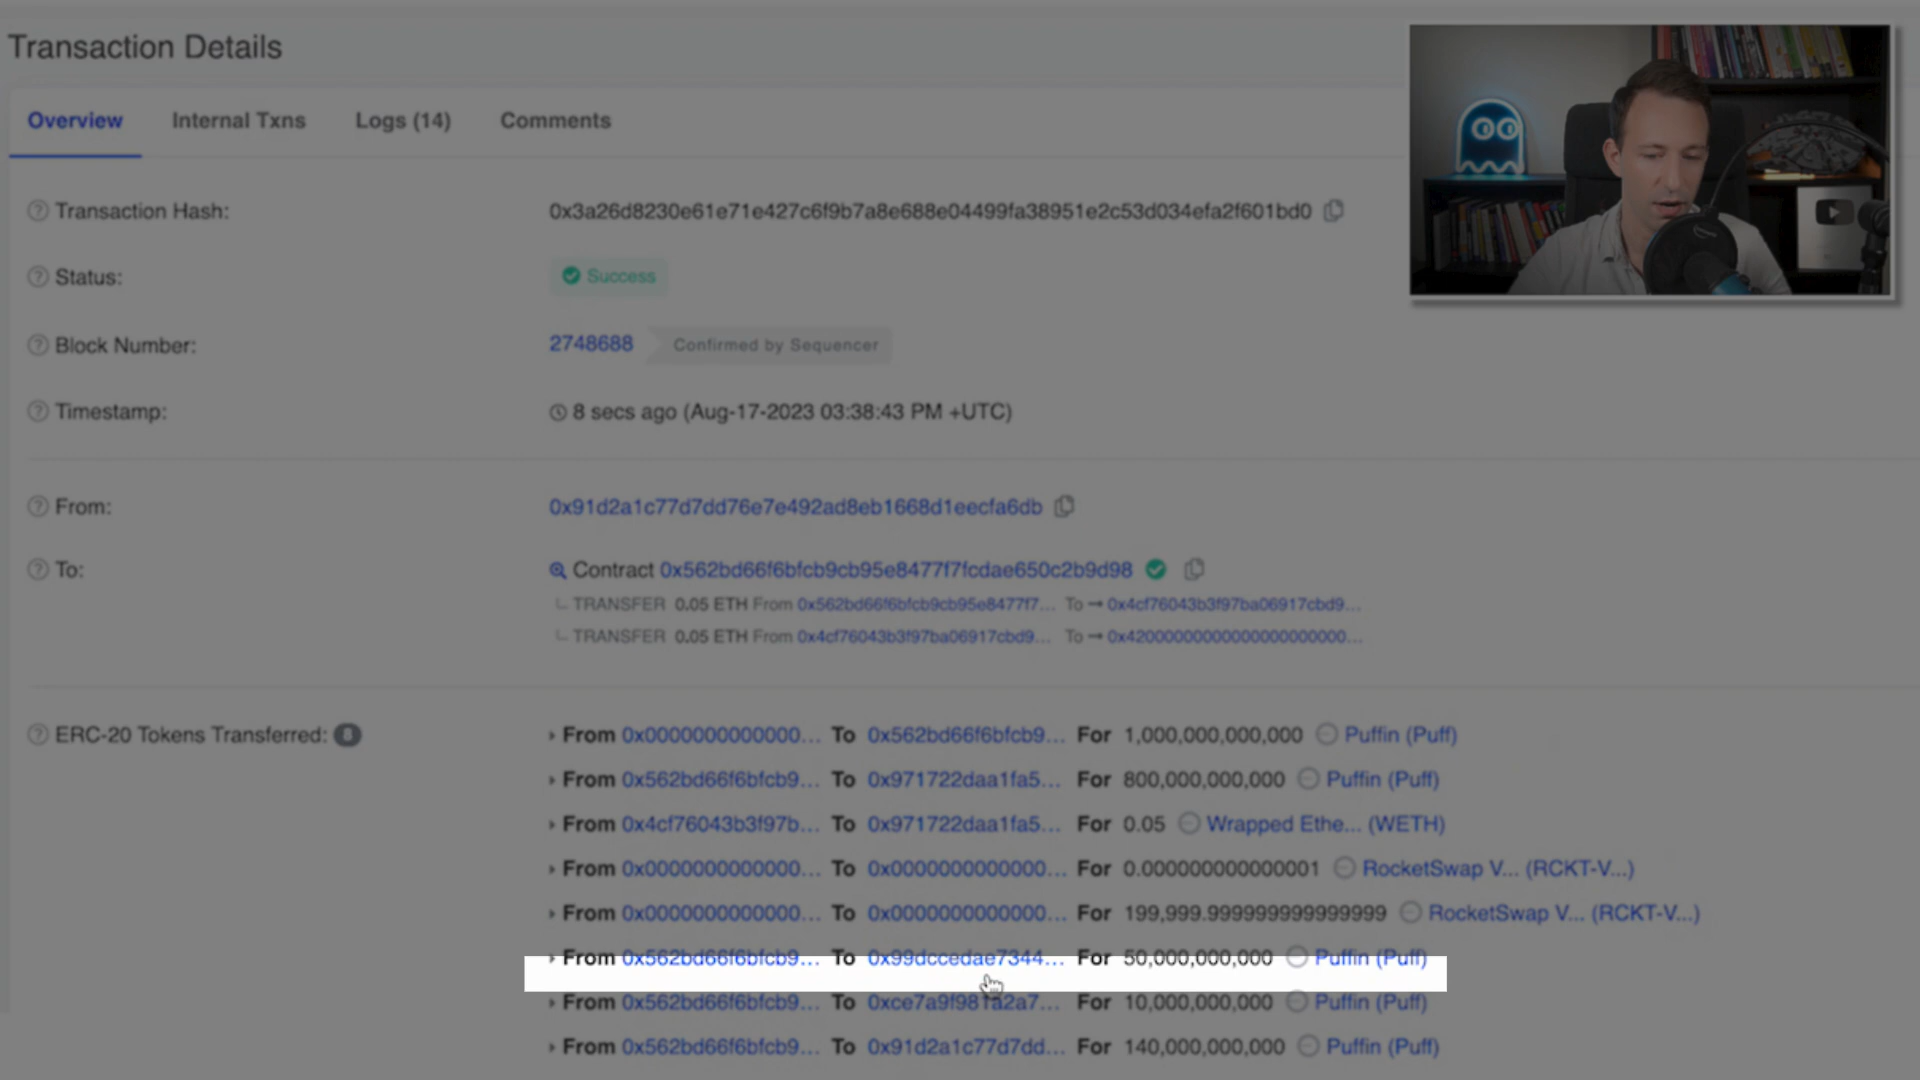 Transaction Details
Overview Internal Txns Logs (14) Comments
Transaction Hash: 0x3a26d8230e61e71e427c6f9b7a8e688e04499fa38951e2c53d034efa2f601bd0
Status: Success
Block Number: 2748688 Confirmed by Sequencer
Timestamp: 8 secs ago (Aug-17-2023 03:38:43 PM +UTC)
From: 0x91d2a1c77d7dd76e7e492ad8eb1668d1eecfa6db
To: Contract 0x562bd66f6bfcb9cb95e8477f7fcdae650c2b9d98
TRANSFER 0.05 ETH From 0x562bd66f6bfcb9cb95e8477f7... To → 0x4cf76043b3f97ba06917cbd9...
TRANSFER 0.05 ETH From 0x4cf76043b3f97ba06917cbd9... To → 0x420000000000000000000000...
ERC-20 Tokens Transferred: 8 From 0x0000000000000... To 0x562bd66f6bfcb9... For 1,000,000,000,000 Puffin (Puff)
From 0x562bd66f6bfcb9... To 0x971722daa1fa5... For 800,000,000,000 Puffin (Puff)
From 0x4cf76043b3f97b... To 0x971722daa1fa5... For 0.05 Wrapped Ethe... (WETH)
From 0x0000000000000... To 0x0000000000000... For 0.000000000000001 RocketSwap V... (RCKT-V...)
From 0x0000000000000... To 0x0000000000000... For 199,999.999999999999999 RocketSwap V... (RCKT-V...)
From 0x562bd66f6bfcb9... To 0x99dccedae7344... For 50,000,000,000 Puffin (Puff)
From 0x562bd66f6bfcb9... To 0xce7a9f981a2a7... For 10,000,000,000 Puffin (Puff)
From 0x562bd66f6bfcb9... To 0x91d2a1c77d7dd... For 140,000,000,000 Puffin (Puff)